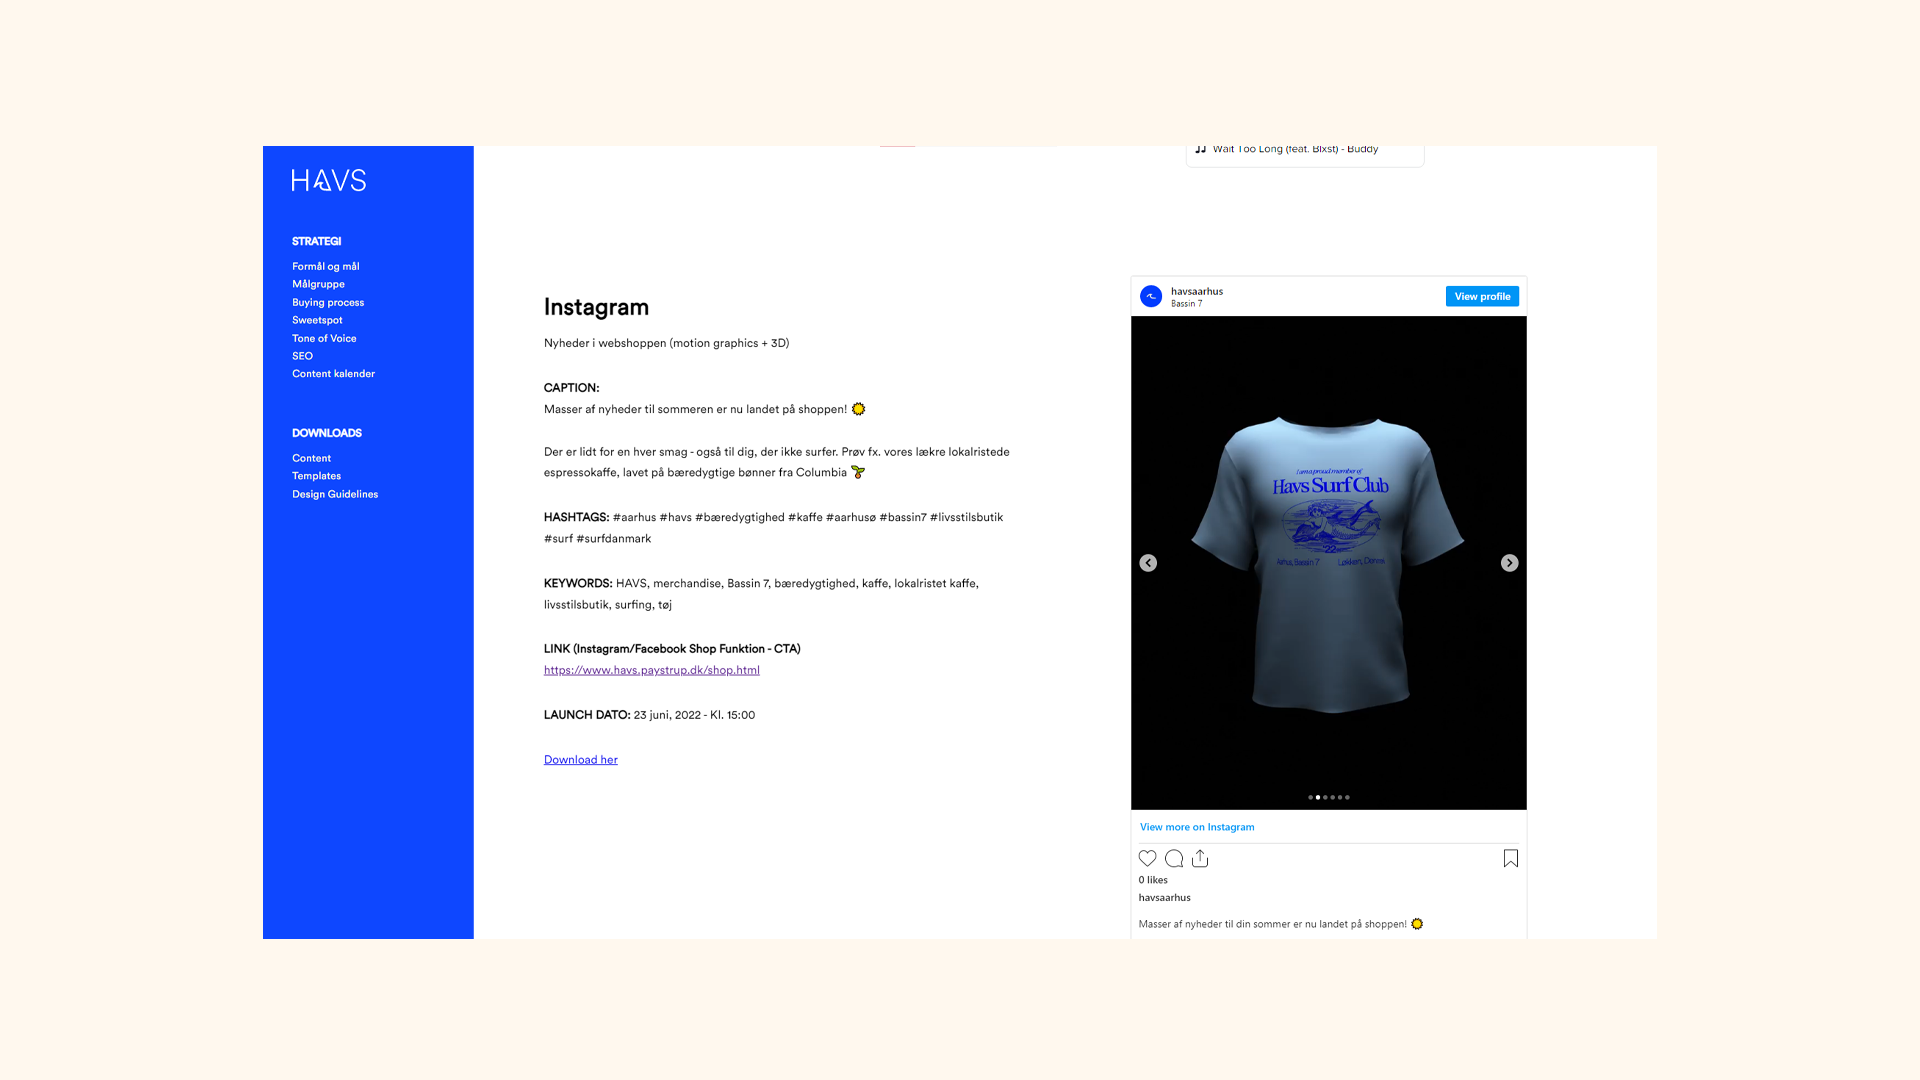 HAVS
STRATEGI
Formål og mål
Målgruppe
Buying process
Sweetspot
Tone of Voice
SEO
Content kalender
DOWNLOADS
Content
Templates
Design Guidelines
Wait Too Long (feat. Blxst) - Buddy
Instagram
Nyheder i webshoppen (motion graphics + 3D)
CAPTION:
Masser af nyheder til sommeren er nu landet på shoppen!
Der er lidt for en hver smag - også til dig, der ikke surfer. Prøv fx. vores lækre lokalristede
espressokaffe, lavet på bæredygtige bønner fra Columbia
HASHTAGS: #aarhus #havs #bæredygtighed #kaffe #aarhusø #bassin7 #livsstilsbutik
#surf #surfdanmark
KEYWORDS: HAVS, merchandise, Bassin 7, bæredygtighed, kaffe, lokalristet kaffe,
livsstilsbutik, surfing, tøj
LINK (Instagram/Facebook Shop Funktion - CTA)
https://www.havs.paystrup.dk/shop.html
LAUNCH DATO: 23 juni, 2022 - Kl. 15:00
Download her
havsaarhus
Bassin 7
View profile
I am a proud member of
Havs Surf Club
'22
Bassin 7 Løkken,
View more on Instagram
0 likes
havsaarhus
Masser af nyheder til din sommer er nu landet på shoppen!